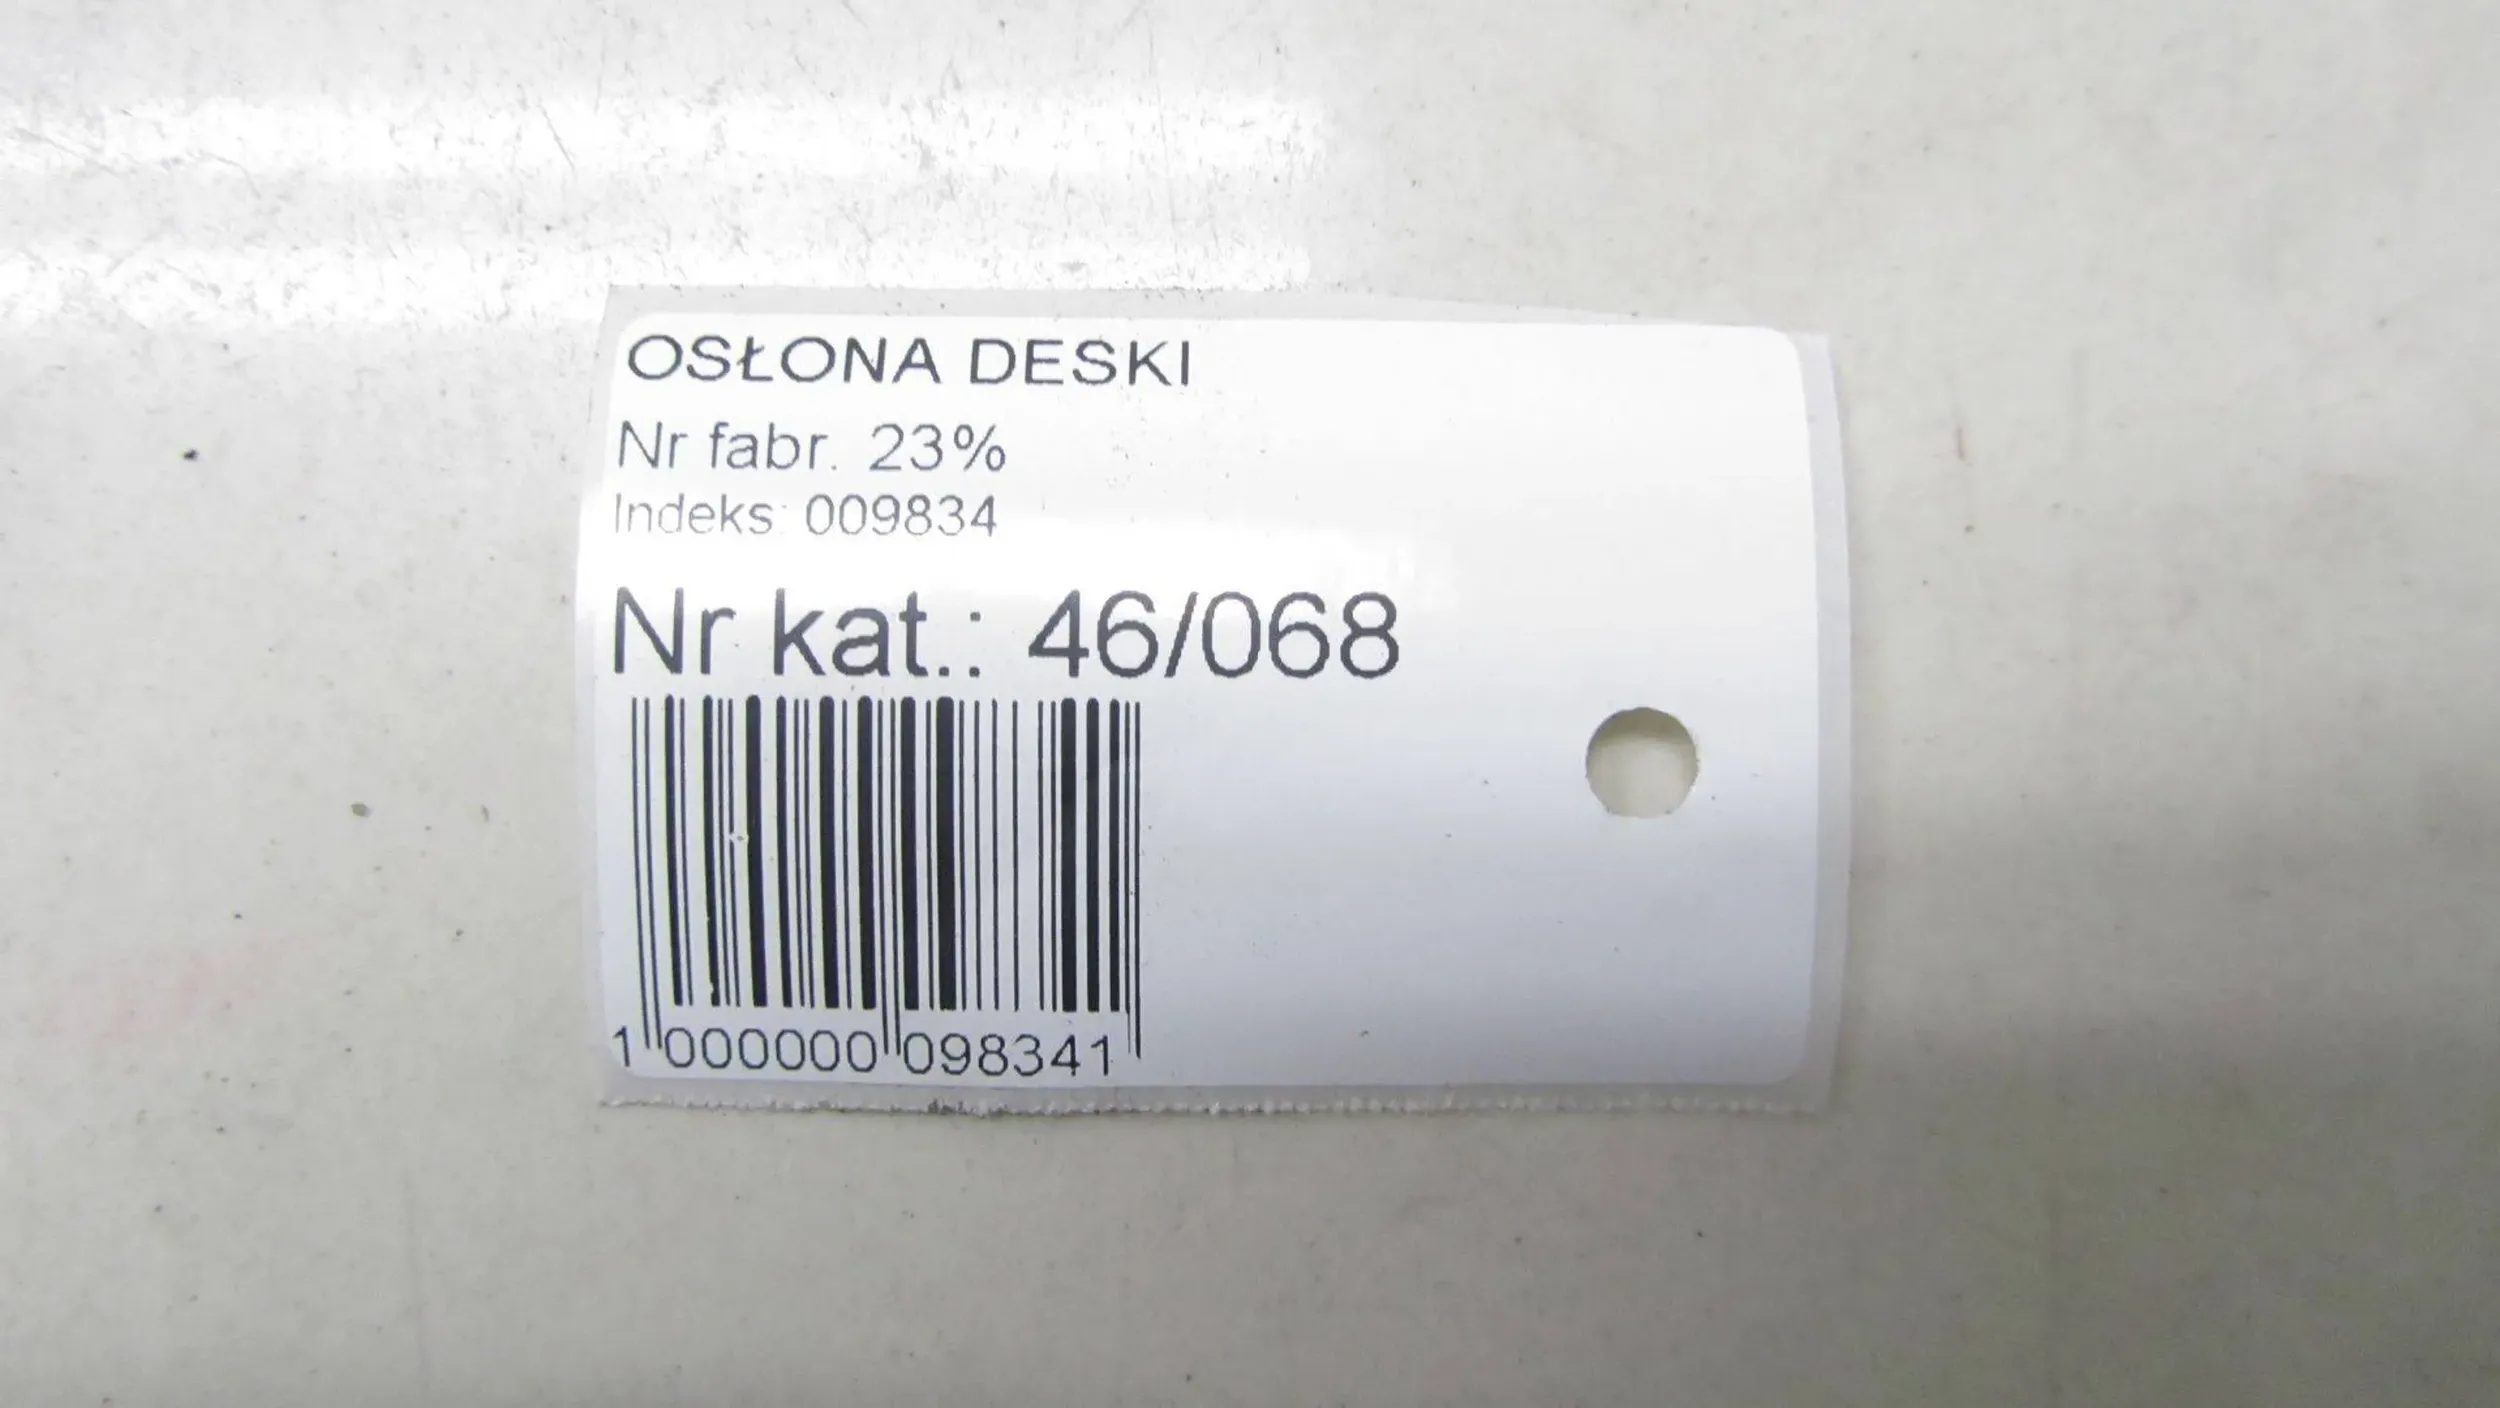 OSŁONA DESKI
Nr fabr. 23%
Indeks: 009834
Nr kat.: 46/068
1 000000 098341